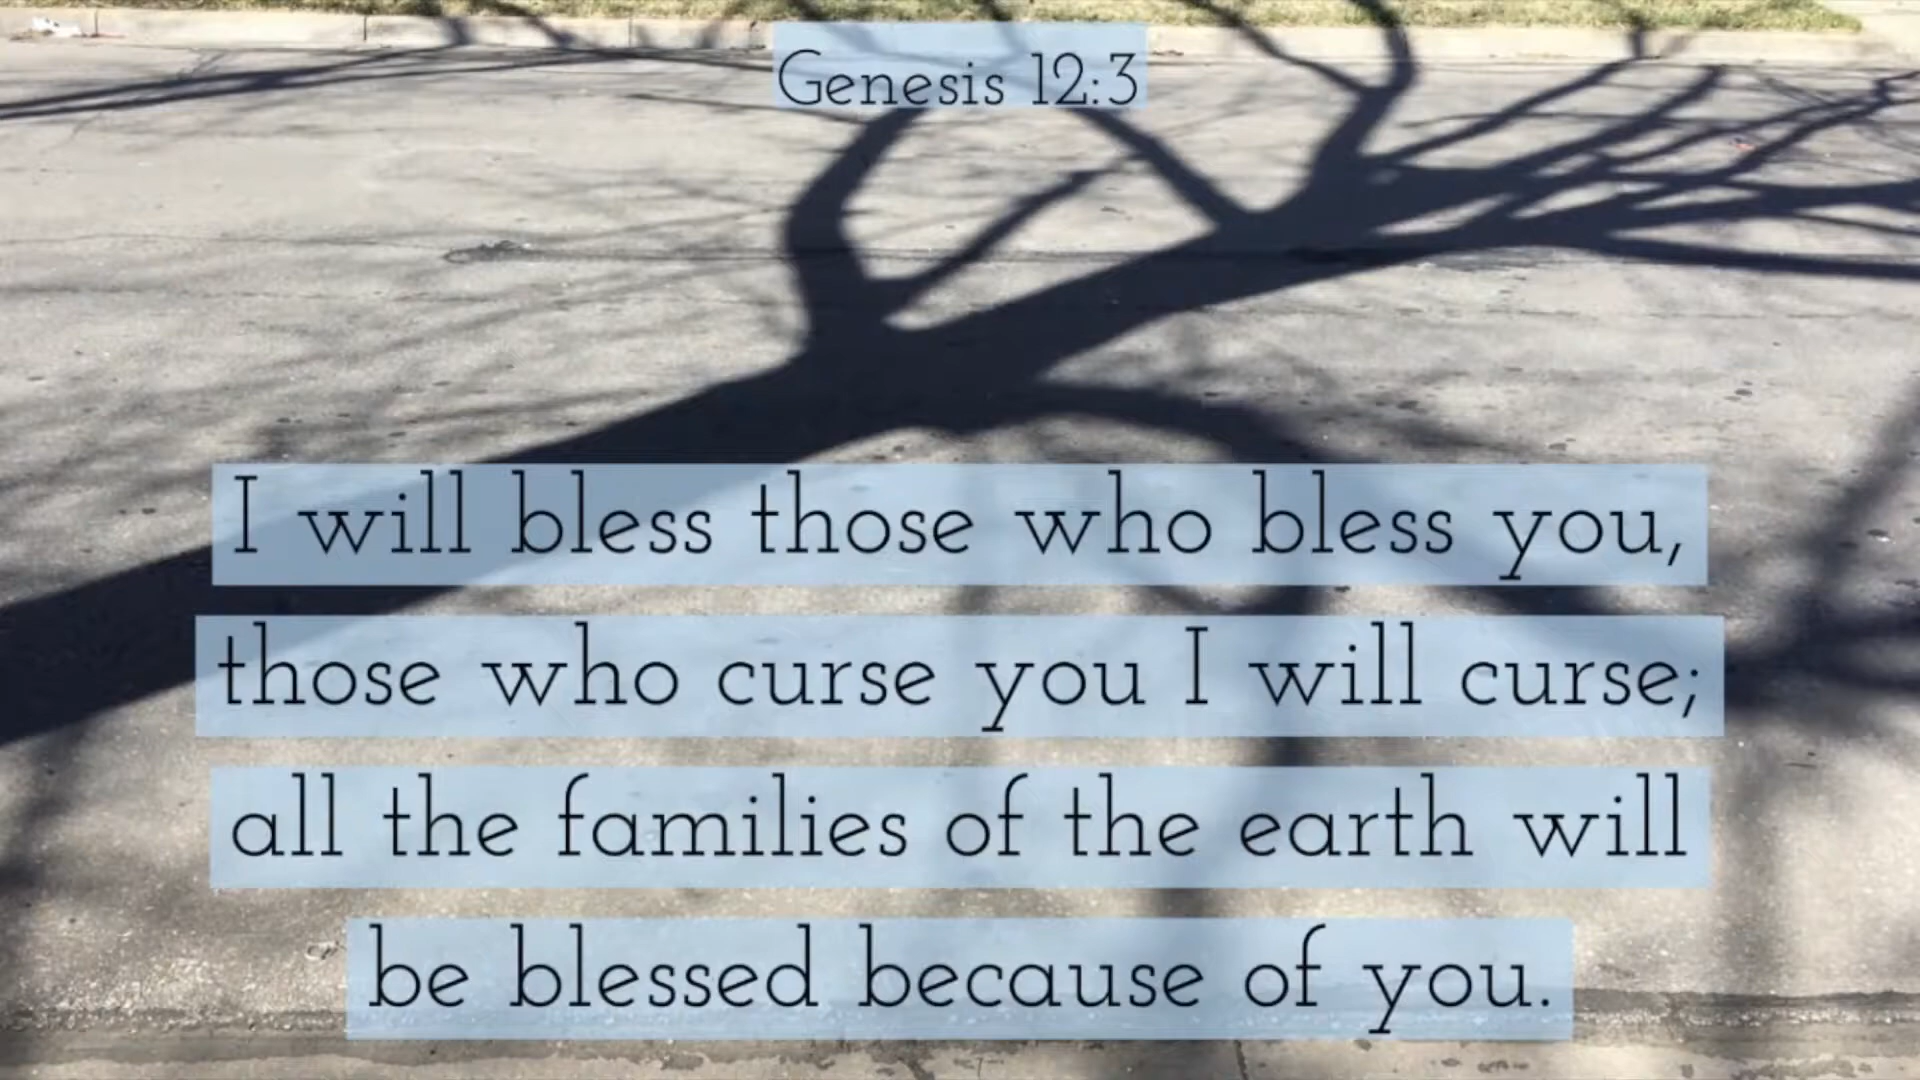 Genesis 12:3
I will bless those who bless you,
those who curse you I will curse;
all the families of the earth will
be blessed because of you.